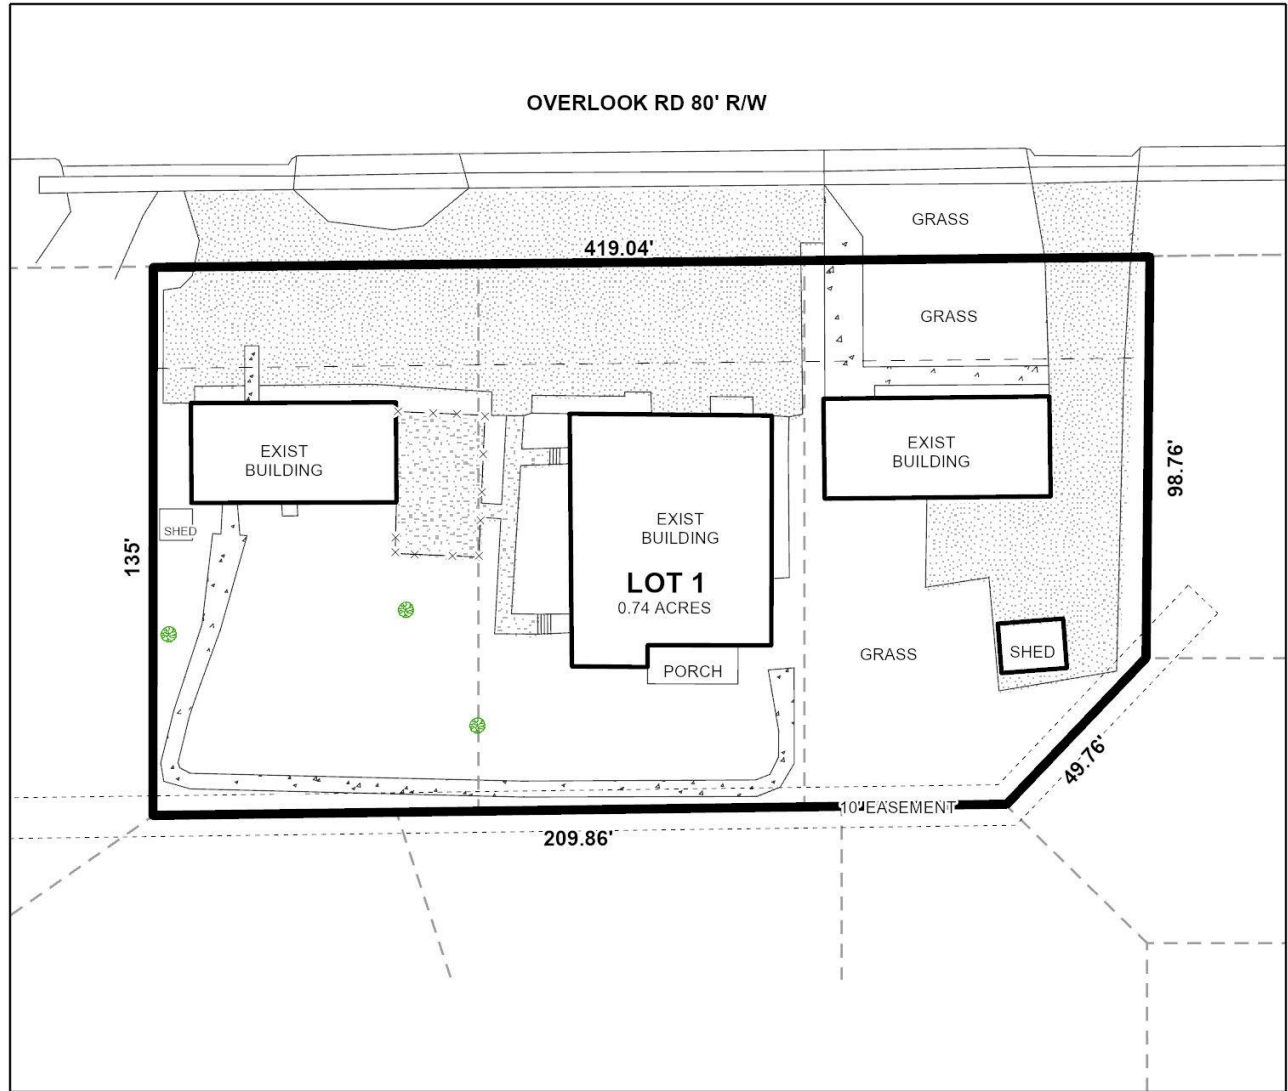 OVERLOOK RD 80' R/W
GRASS
419.04'
GRASS
EXIST
BUILDING
EXIST
BUILDING
98.76'
SHED
EXIST
BUILDING
135'
LOT 1
0.74 ACRES
GRASS
SHED
PORCH
49.76'
10' EASEMENT
209.86'